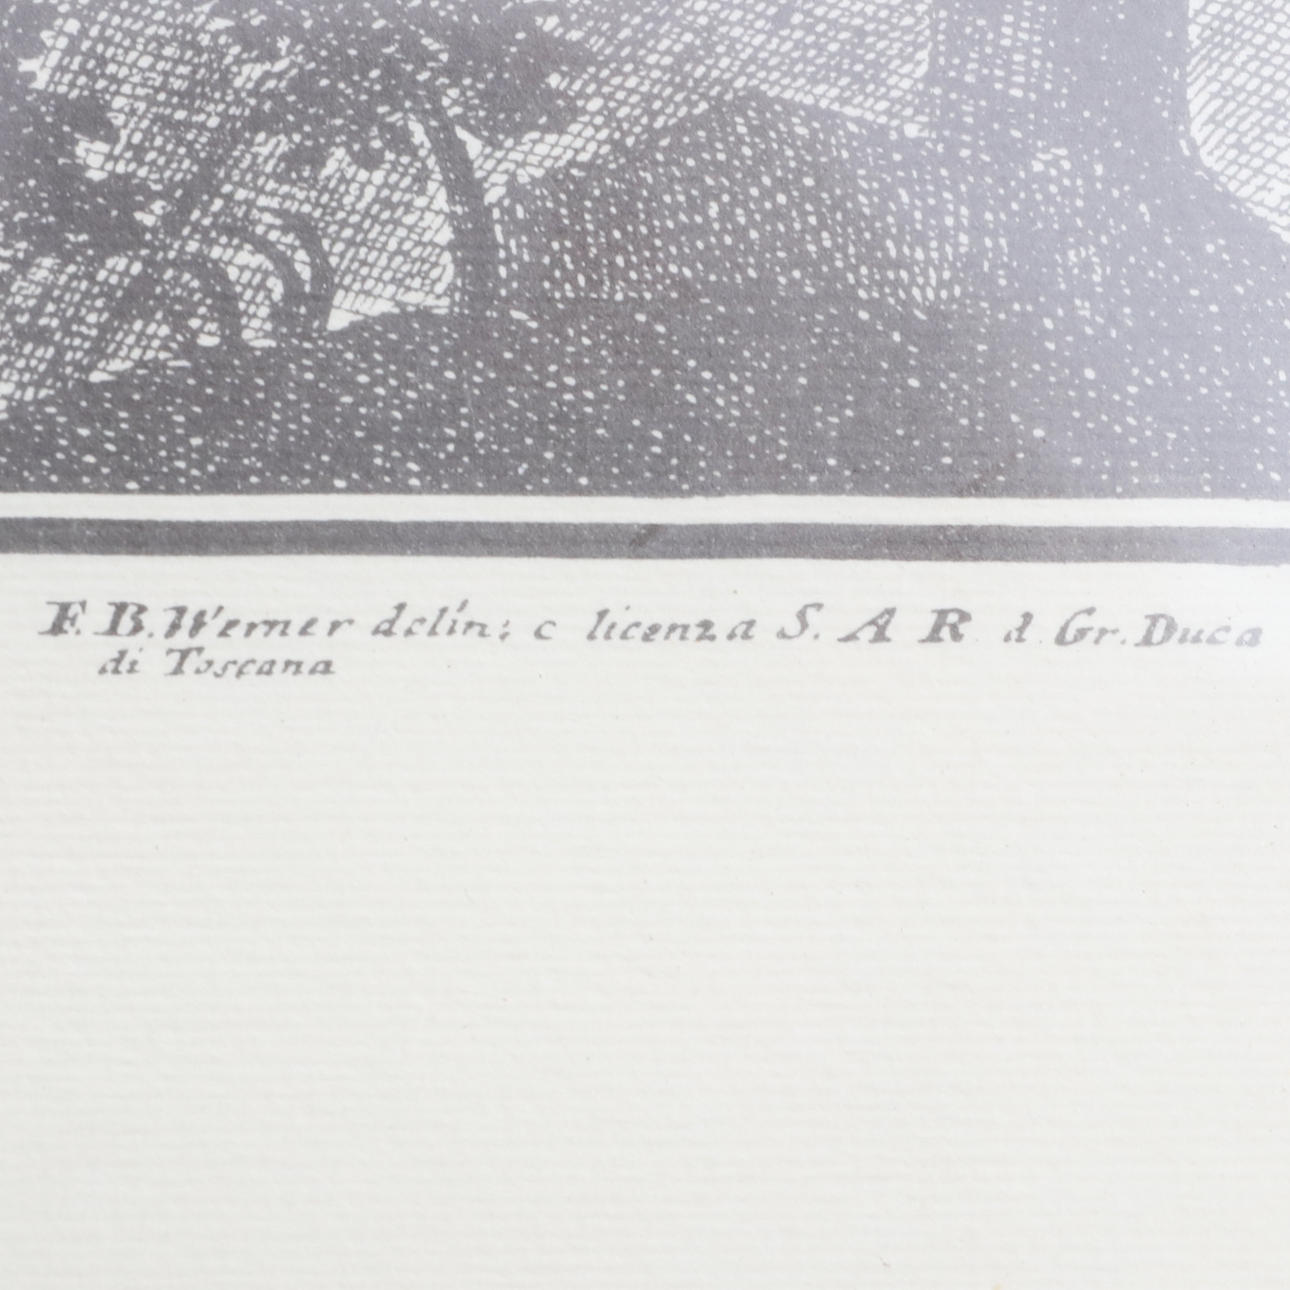 F. B. Werner delin: c licenza S. A R d. Gr. Duca
di Toscana